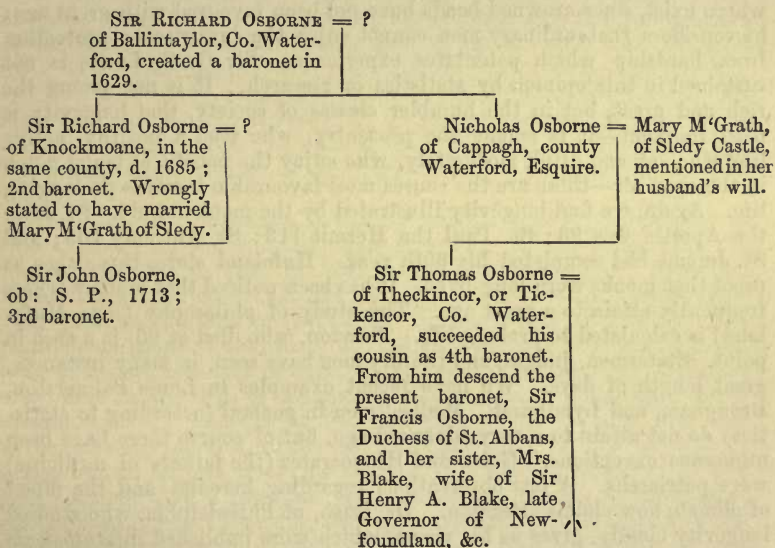 SIR RICHARD OSBORNE = ?
of Ballintaylor, Co. Water-
ford, created a baronet in
1629.
Sir Richard Osborne = ?
of Knockmoane, in the
same county, d. 1685 ;
2nd baronet. Wrongly
stated to have married
Mary M‘Grath of Sledy.
Nicholas Osborne =
of Cappagh, county
Waterford, Esquire.
Mary M‘Grath,
of Sledy Castle,
mentioned in her
husband's will.
Sir John Osborne,
ob: S. P., 1713 ;
3rd baronet.
Sir Thomas Osborne =
of Theckincor, or Tic-
kencor, Co. Water-
ford, succeeded his
cousin as 4th baronet.
From him descend the
present baronet, Sir
Francis Osborne, the
Duchess of St. Albans,
and her sister, Mrs.
Blake, wife of Sir
Henry A. Blake, late
Governor of New-
foundland, &c.